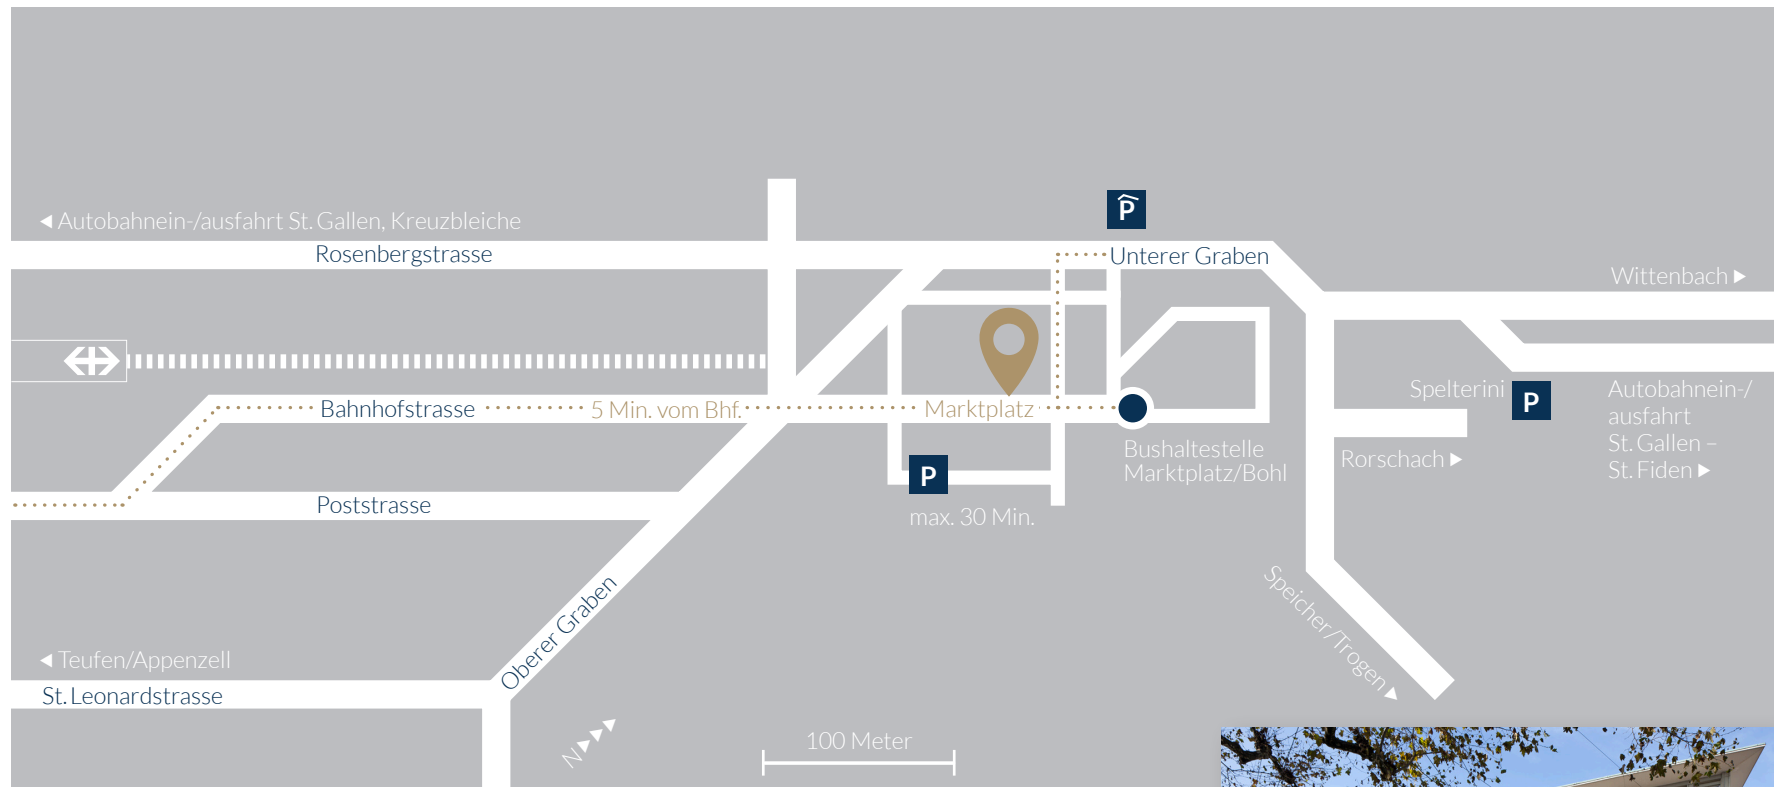 Autobahnein-/ausfahrt St. Gallen, Kreuzbleiche
Rosenbergstrasse
P
Unterer Graben
Wittenbach
Bahnhofstrasse
5 Min. vom Bhf.
Marktplatz
Bushaltestelle
Marktplatz/Bohl
Spelterini
P
Autobahnein-/
ausfahrt
St. Gallen –
St. Fiden
Rorschach
P
max. 30 Min.
Poststrasse
Oberer Graben
Speicher/Trogen
Teufen/Appenzell
St. Leonardstrasse
N
100 Meter